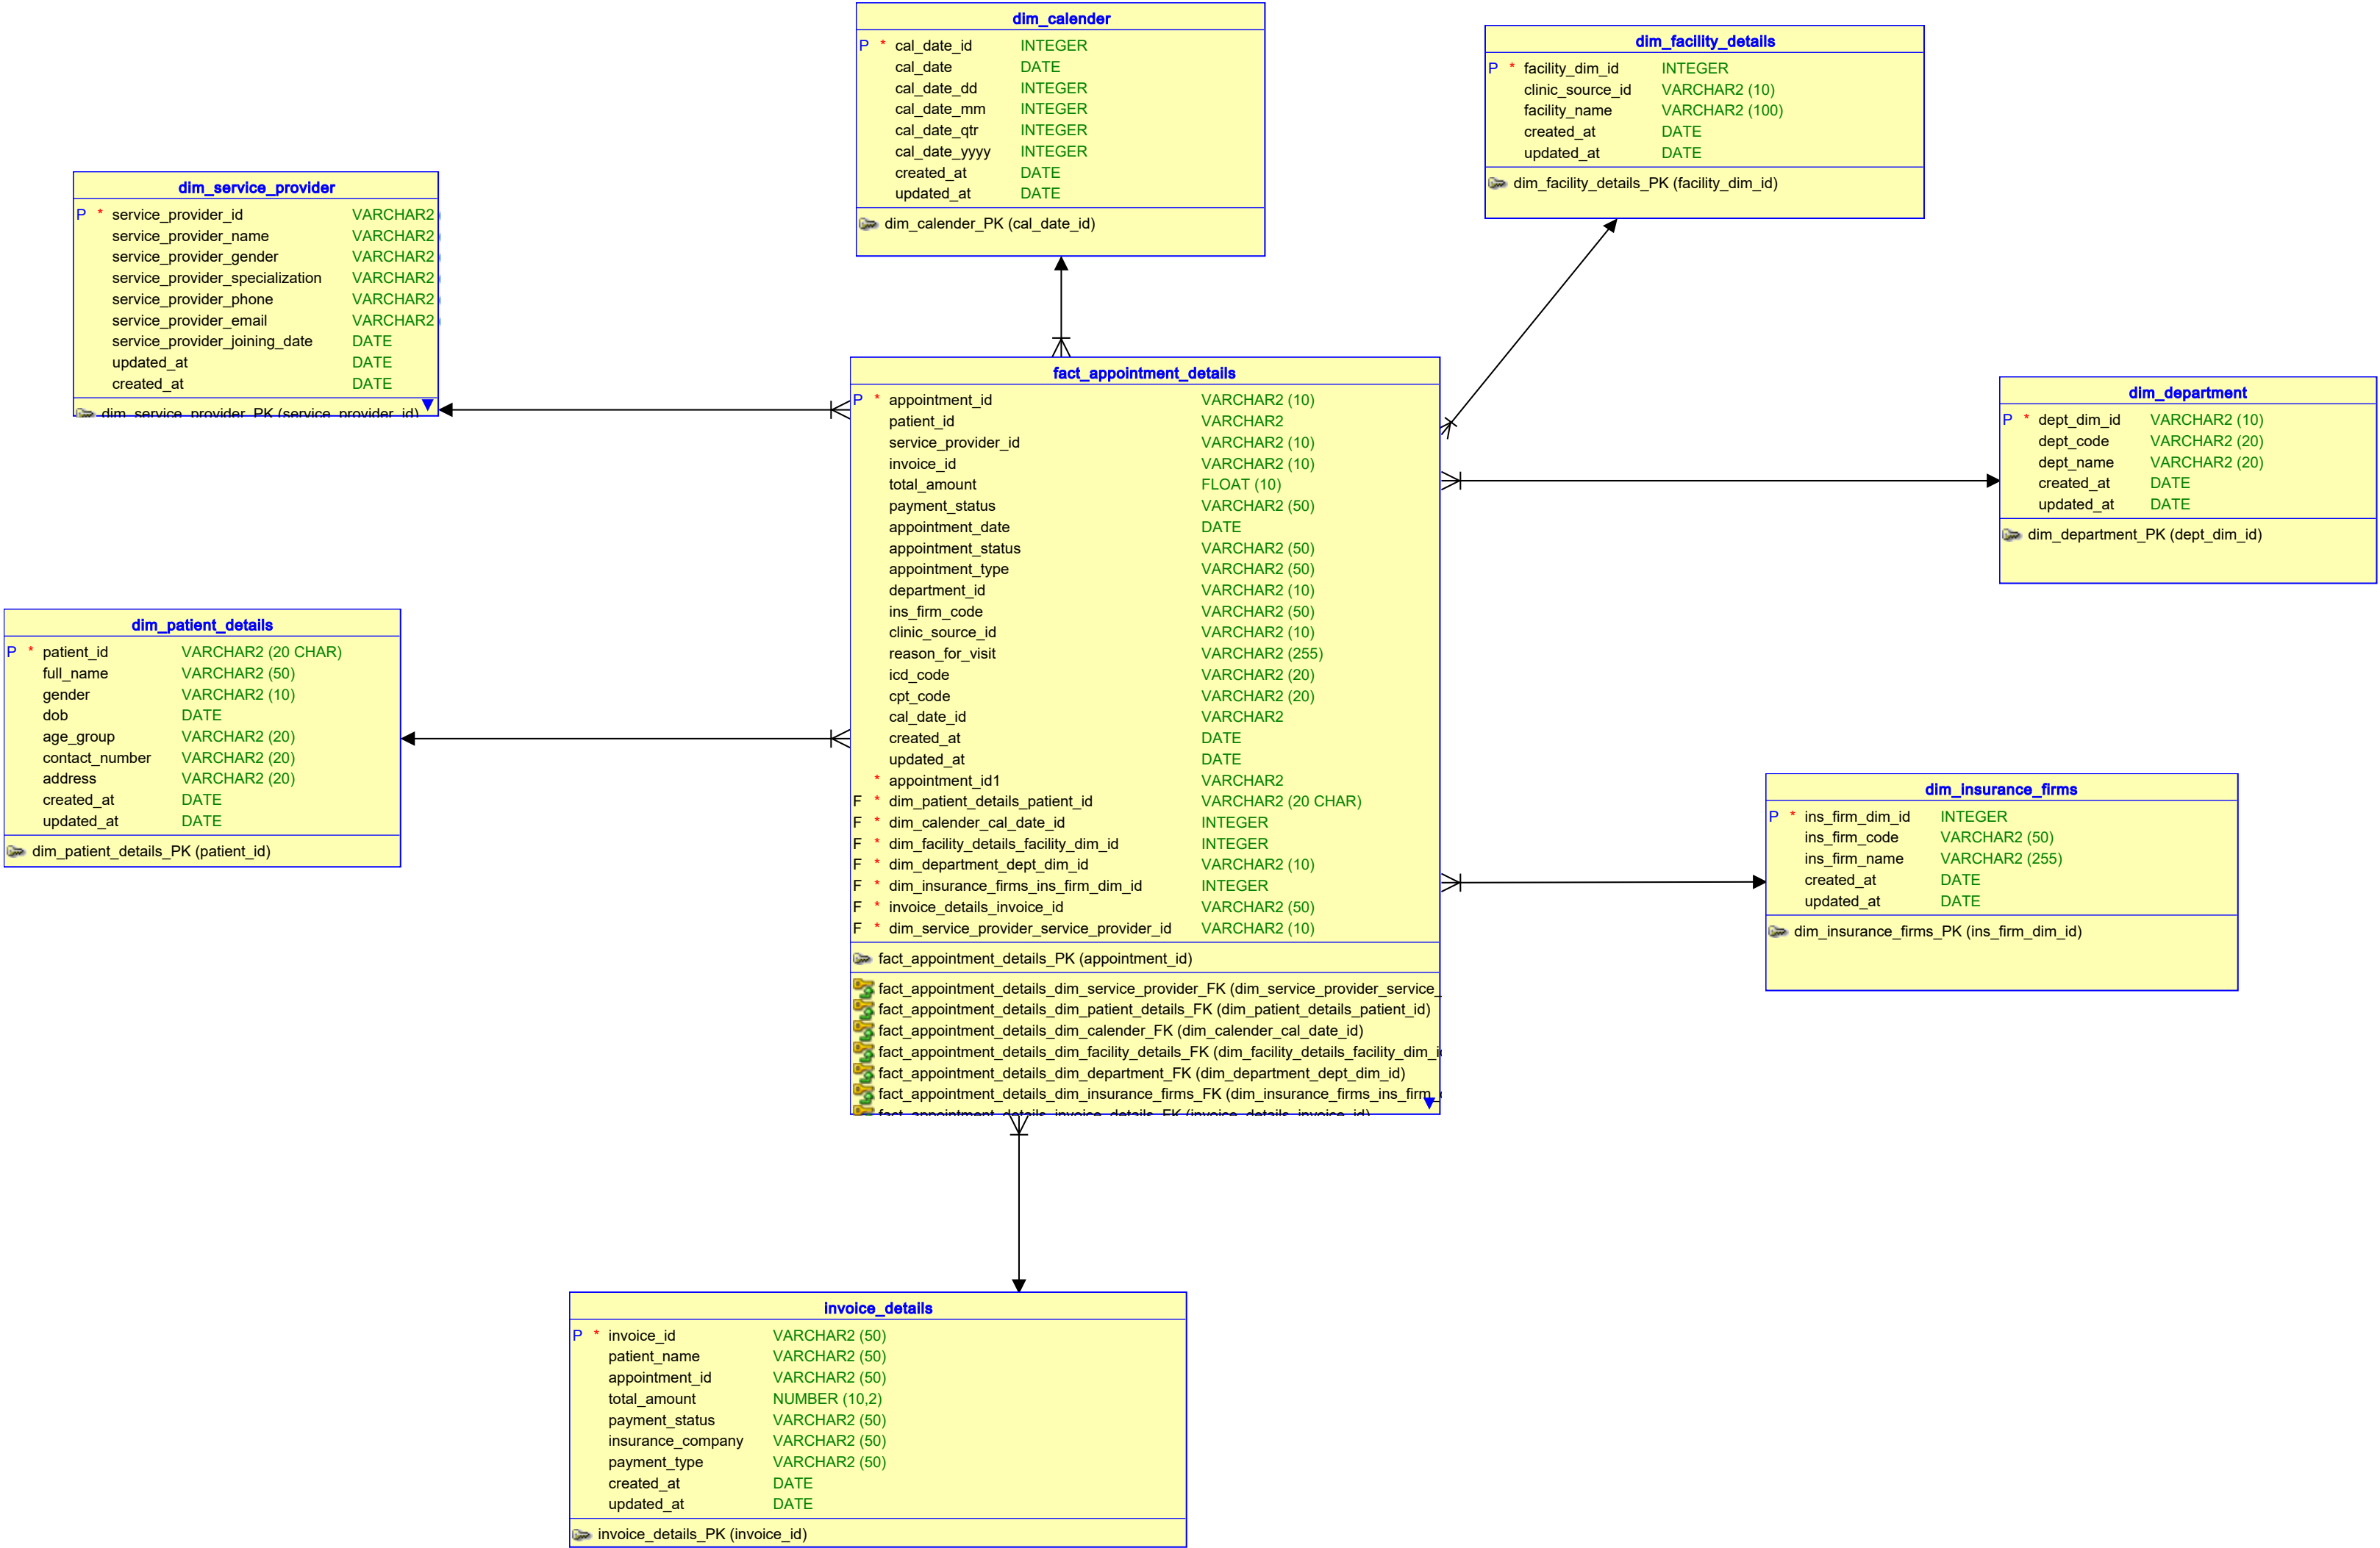 dim_calender
P * cal_date_id INTEGER
cal_date DATE
cal_date_dd INTEGER
cal_date_mm INTEGER
cal_date_qtr INTEGER
cal_date_yyyy INTEGER
created_at DATE
updated_at DATE
dim_calender_PK (cal_date_id)
dim_facility_details
P * facility_dim_id INTEGER
clinic_source_id VARCHAR2 (10)
facility_name VARCHAR2 (100)
created_at DATE
updated_at DATE
dim_facility_details_PK (facility_dim_id)
dim_service_provider
P * service_provider_id VARCHAR2
service_provider_name VARCHAR2
service_provider_gender VARCHAR2
service_provider_specialization VARCHAR2
service_provider_phone VARCHAR2
service_provider_email VARCHAR2
service_provider_joining_date DATE
updated_at DATE
created_at DATE
dim_service_provider_PK (service_provider_id)
fact_appointment_details
P * appointment_id VARCHAR2 (10)
patient_id VARCHAR2
service_provider_id VARCHAR2 (10)
invoice_id VARCHAR2 (10)
total_amount FLOAT (10)
payment_status VARCHAR2 (50)
appointment_date DATE
appointment_status VARCHAR2 (50)
appointment_type VARCHAR2 (50)
department_id VARCHAR2 (10)
ins_firm_code VARCHAR2 (50)
clinic_source_id VARCHAR2 (10)
reason_for_visit VARCHAR2 (255)
icd_code VARCHAR2 (20)
cpt_code VARCHAR2 (20)
cal_date_id VARCHAR2
created_at DATE
updated_at DATE
* appointment_id1 VARCHAR2
F * dim_patient_details_patient_id VARCHAR2 (20 CHAR)
F * dim_calender_cal_date_id INTEGER
F * dim_facility_details_facility_dim_id INTEGER
F * dim_department_dept_dim_id VARCHAR2 (10)
F * dim_insurance_firms_ins_firm_dim_id INTEGER
F * invoice_details_invoice_id VARCHAR2 (50)
F * dim_service_provider_service_provider_id VARCHAR2 (10)
fact_appointment_details_PK (appointment_id)
fact_appointment_details_dim_service_provider_FK (dim_service_provider_service_
fact_appointment_details_dim_patient_details_FK (dim_patient_details_patient_id)
fact_appointment_details_dim_calender_FK (dim_calender_cal_date_id)
fact_appointment_details_dim_facility_details_FK (dim_facility_details_facility_dim_i
fact_appointment_details_dim_department_FK (dim_department_dept_dim_id)
fact_appointment_details_dim_insurance_firms_FK (dim_insurance_firms_ins_firm_
fact_appointment_details_invoice_details_FK (invoice_details_invoice_id)
dim_department
P * dept_dim_id VARCHAR2 (10)
dept_code VARCHAR2 (20)
dept_name VARCHAR2 (20)
created_at DATE
updated_at DATE
dim_department_PK (dept_dim_id)
dim_patient_details
P * patient_id VARCHAR2 (20 CHAR)
full_name VARCHAR2 (50)
gender VARCHAR2 (10)
dob DATE
age_group VARCHAR2 (20)
contact_number VARCHAR2 (20)
address VARCHAR2 (20)
created_at DATE
updated_at DATE
dim_patient_details_PK (patient_id)
dim_insurance_firms
P * ins_firm_dim_id INTEGER
ins_firm_code VARCHAR2 (50)
ins_firm_name VARCHAR2 (255)
created_at DATE
updated_at DATE
dim_insurance_firms_PK (ins_firm_dim_id)
invoice_details
P * invoice_id VARCHAR2 (50)
patient_name VARCHAR2 (50)
appointment_id VARCHAR2 (50)
total_amount NUMBER (10,2)
payment_status VARCHAR2 (50)
insurance_company VARCHAR2 (50)
payment_type VARCHAR2 (50)
created_at DATE
updated_at DATE
invoice_details_PK (invoice_id)